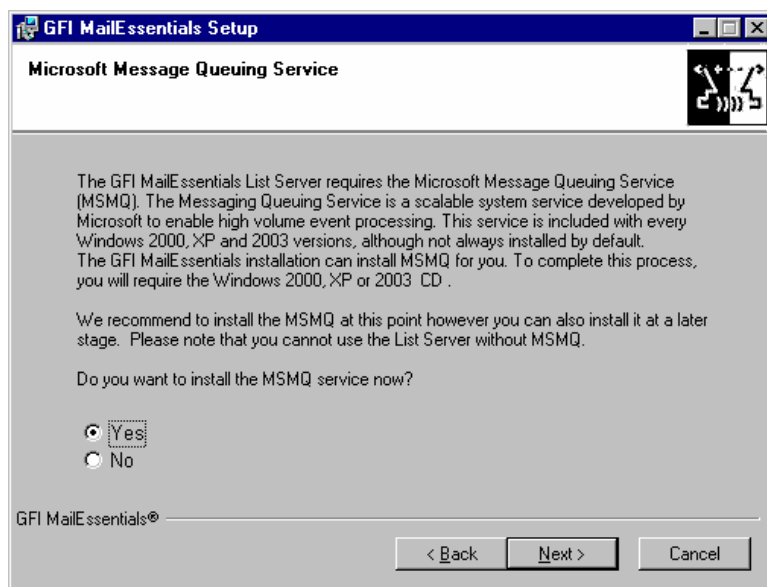 GFI MailEssentials Setup
Microsoft Message Queuing Service
The GFI MailEssentials List Server requires the Microsoft Message Queuing Service
(MSMQ). The Messaging Queuing Service is a scalable system service developed by
Microsoft to enable high volume event processing. This service is included with every
Windows 2000, XP and 2003 versions, although not always installed by default.
The GFI MailEssentials installation can install MSMQ for you. To complete this process,
you will require the Windows 2000, XP or 2003 CD .
We recommend to install the MSMQ at this point however you can also install it at a later
stage. Please note that you cannot use the List Server without MSMQ.
Do you want to install the MSMQ service now?
Yes
No
GFI MailEssentials®
< Back Next > Cancel